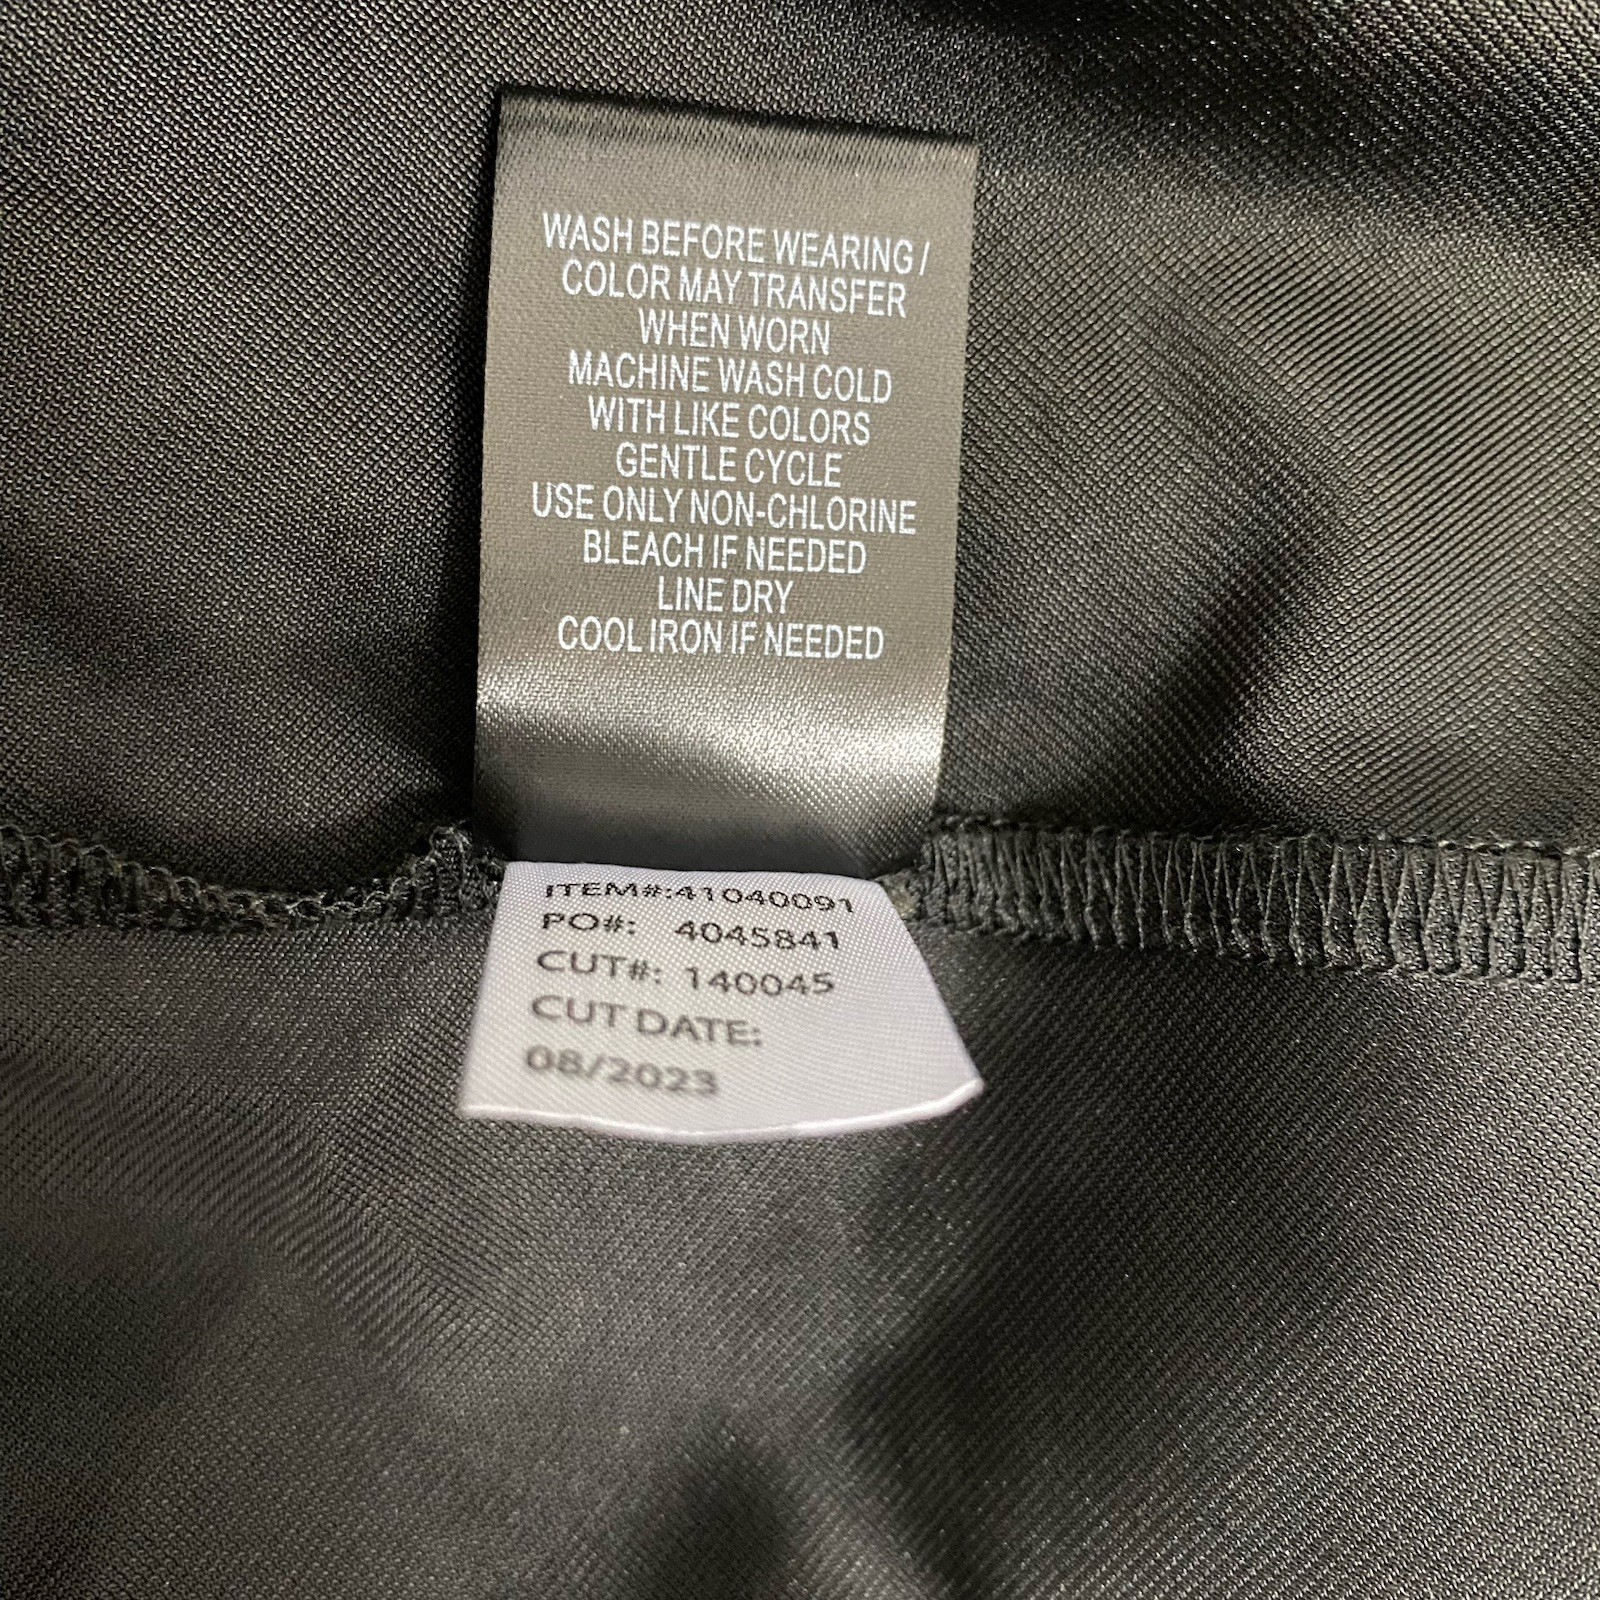 WASH BEFORE WEARING /
COLOR MAY TRANSFER
WHEN WORN
MACHINE WASH COLD
WITH LIKE COLORS
GENTLE CYCLE
USE ONLY NON-CHLORINE
BLEACH IF NEEDED
LINE DRY
COOL IRON IF NEEDED
ITEM#:41040091
PO#: 4045841
CUT#: 140045
CUT DATE:
08/2023